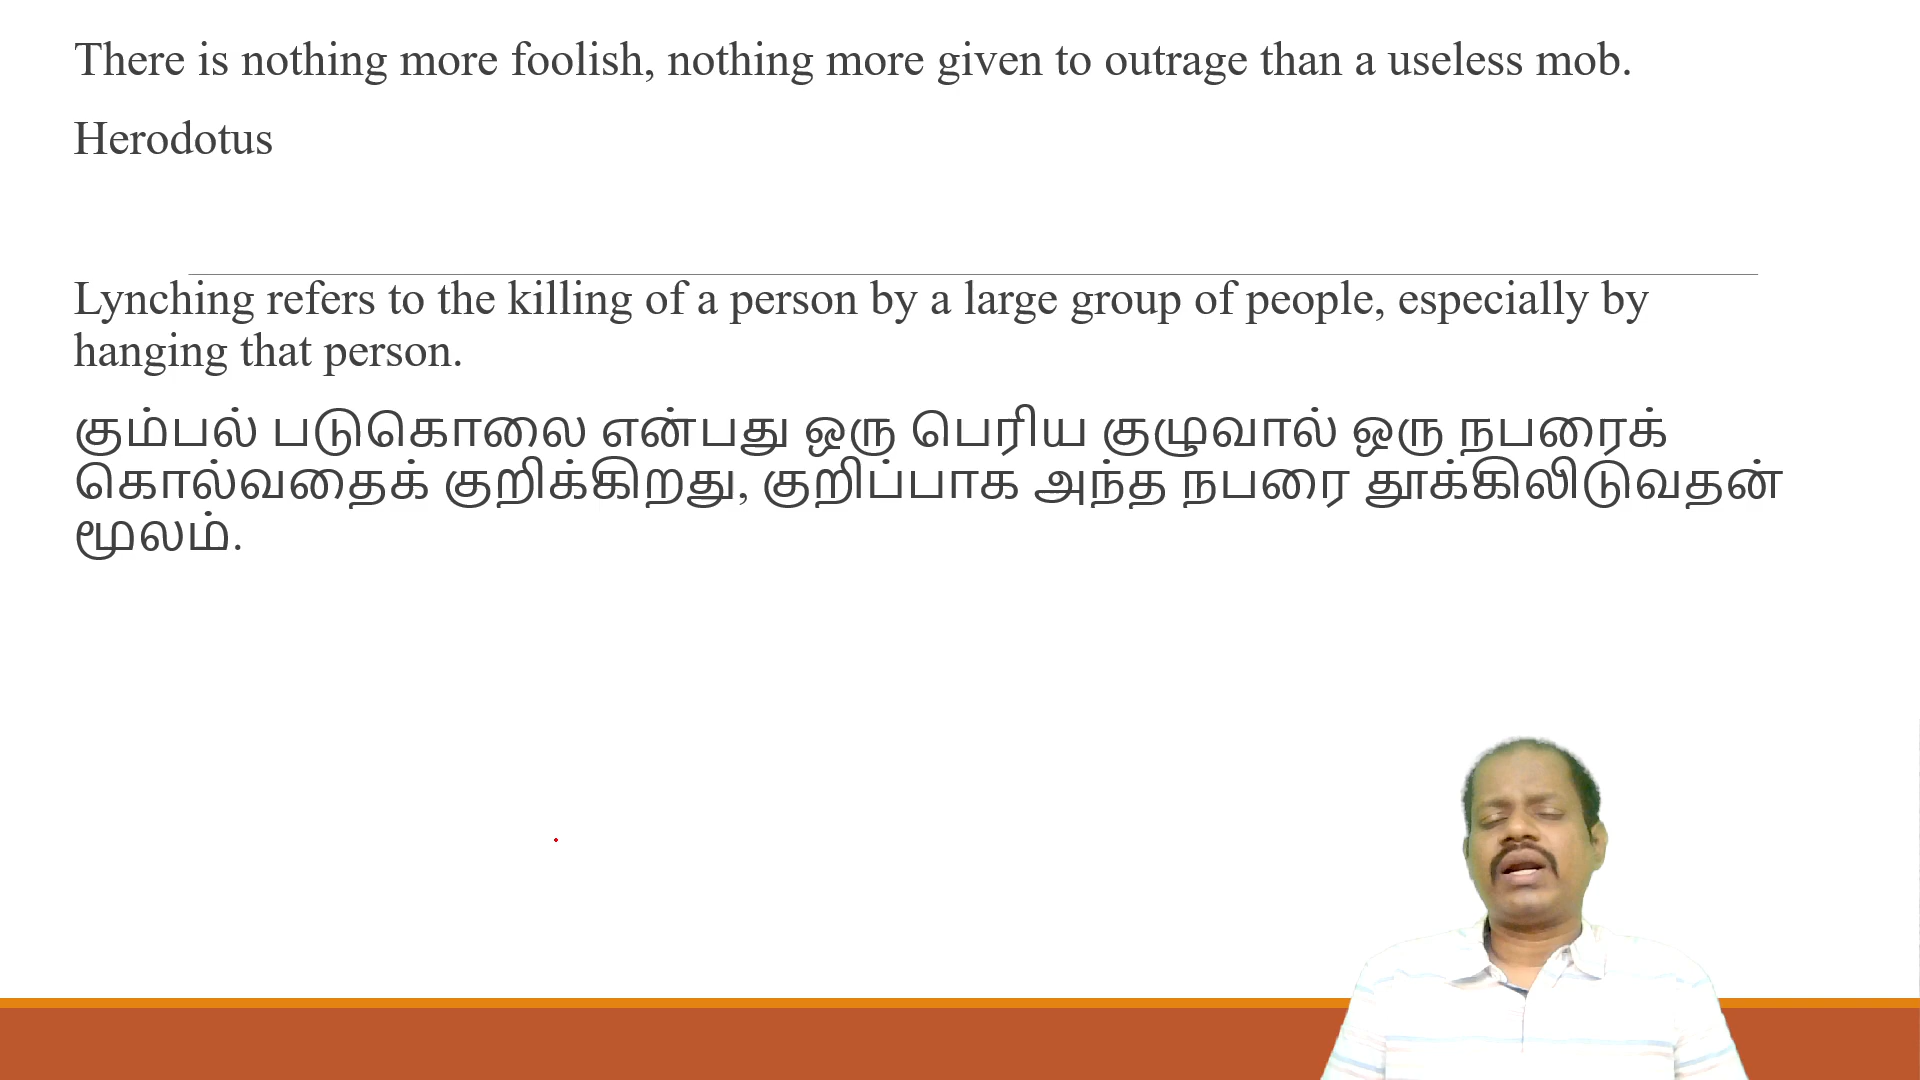 There is nothing more foolish, nothing more given to outrage than a useless mob.
Herodotus
Lynching refers to the killing of a person by a large group of people, especially by
hanging that person.
கும்பல் படுகொலை என்பது ஒரு பெரிய குழுவால் ஒரு நபரைக்
கொல்வதைக் குறிக்கிறது, குறிப்பாக அந்த நபரை தூக்கிலிடுவதன்
மூலம்.